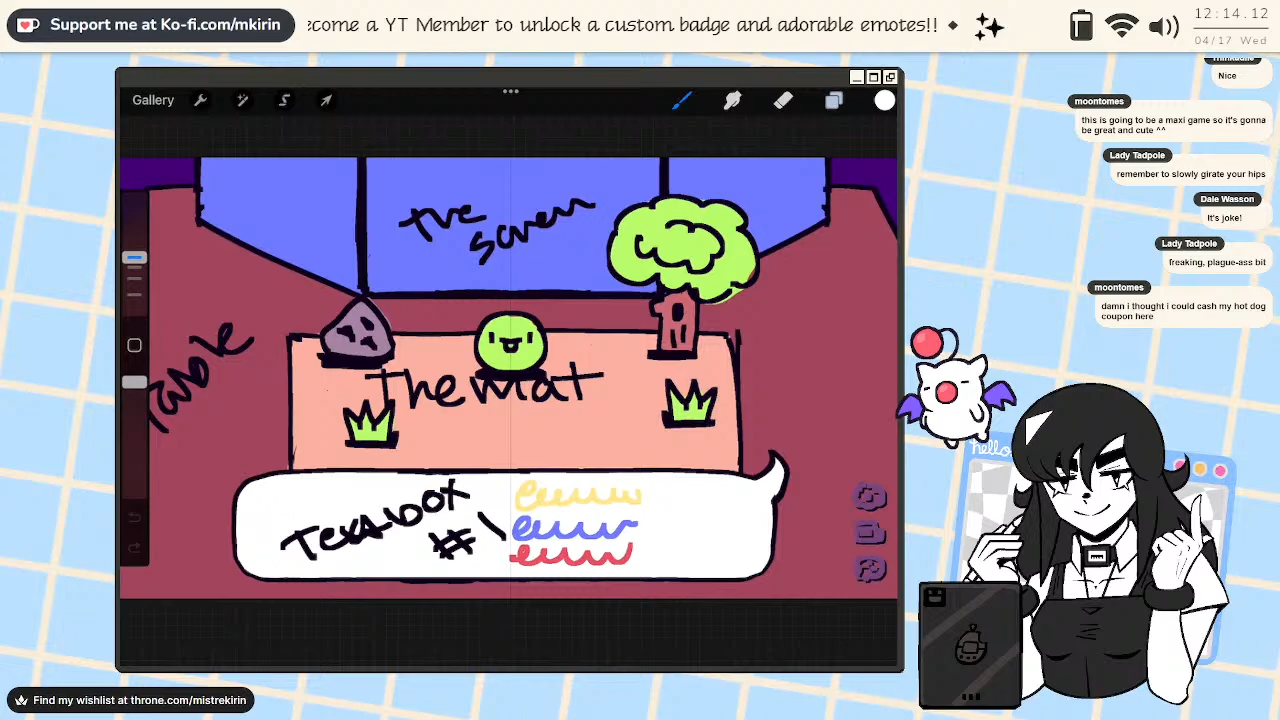 Support me at Ko-fi.com/mkirin
ecome a YT Member to unlock a custom badge and adorable emotes!!
12:14.12
04/17 Wed
Gallery
Nice
moontomes
this is going to be a maxi game so it's gonna
be great and cute ^^
Lady Tadpole
remember to slowly girate your hips
Dale Wasson
It's joke!
Lady Tadpole
freaking, plague-ass bit
moontomes
damn i thought i could cash my hot dog
coupon here
the
screen
Table
The mat
Textbox
#1
hello
Find my wishlist at throne.com/mistrekirin